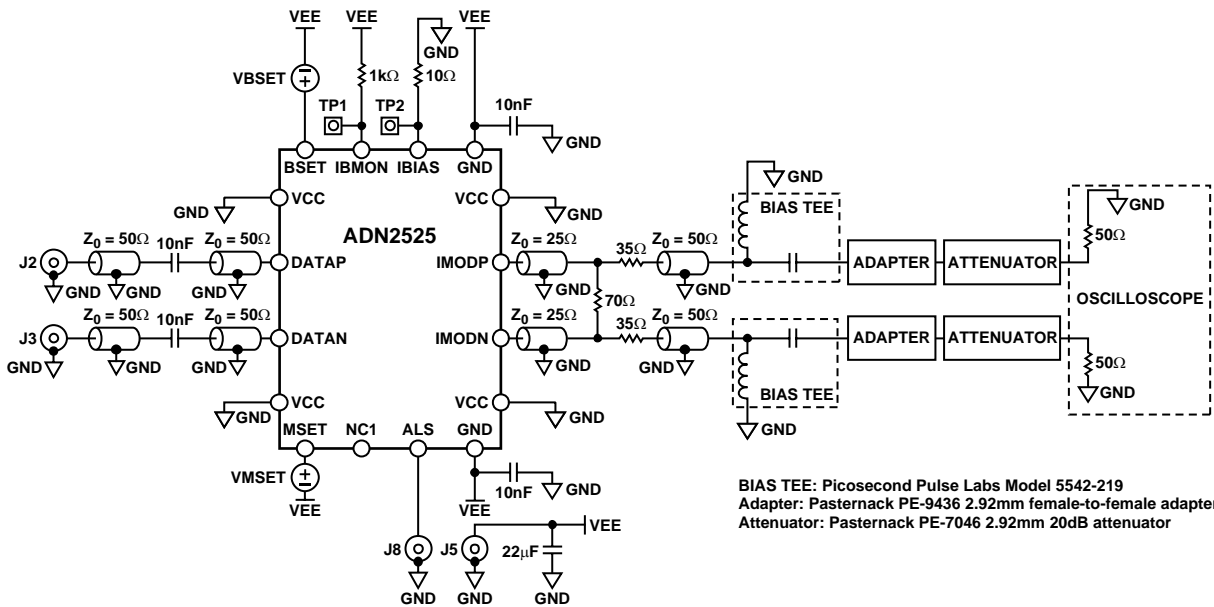 VEE VEE VEE
GND
VBSET
1kΩ 10Ω
TP1 TP2
10nF
GND
BSET IBMON IBIAS GND
GND VCC
VCC GND
ADN2525
Z0 = 50Ω 10nF Z0 = 50Ω
J2 DATAP
GND GND GND
Z0 = 50Ω 10nF Z0 = 50Ω
J3 DATAN
GND GND GND
IMODP Z0 = 25Ω 35Ω Z0 = 50Ω
GND GND
70Ω
IMODN Z0 = 25Ω 35Ω Z0 = 50Ω
GND GND
GND
BIAS TEE
ADAPTER ATTENUATOR
GND
50Ω
OSCILLOSCOPE
ADAPTER ATTENUATOR
50Ω
GND
BIAS TEE
GND
GND VCC
VCC GND
MSET NC1 ALS GND
VMSET
VEE
10nF GND
VEE
J8 J5 22μF VEE
GND GND GND
BIAS TEE: Picosecond Pulse Labs Model 5542-219
Adapter: Pasternack PE-9436 2.92mm female-to-female adapter
Attenuator: Pasternack PE-7046 2.92mm 20dB attenuator